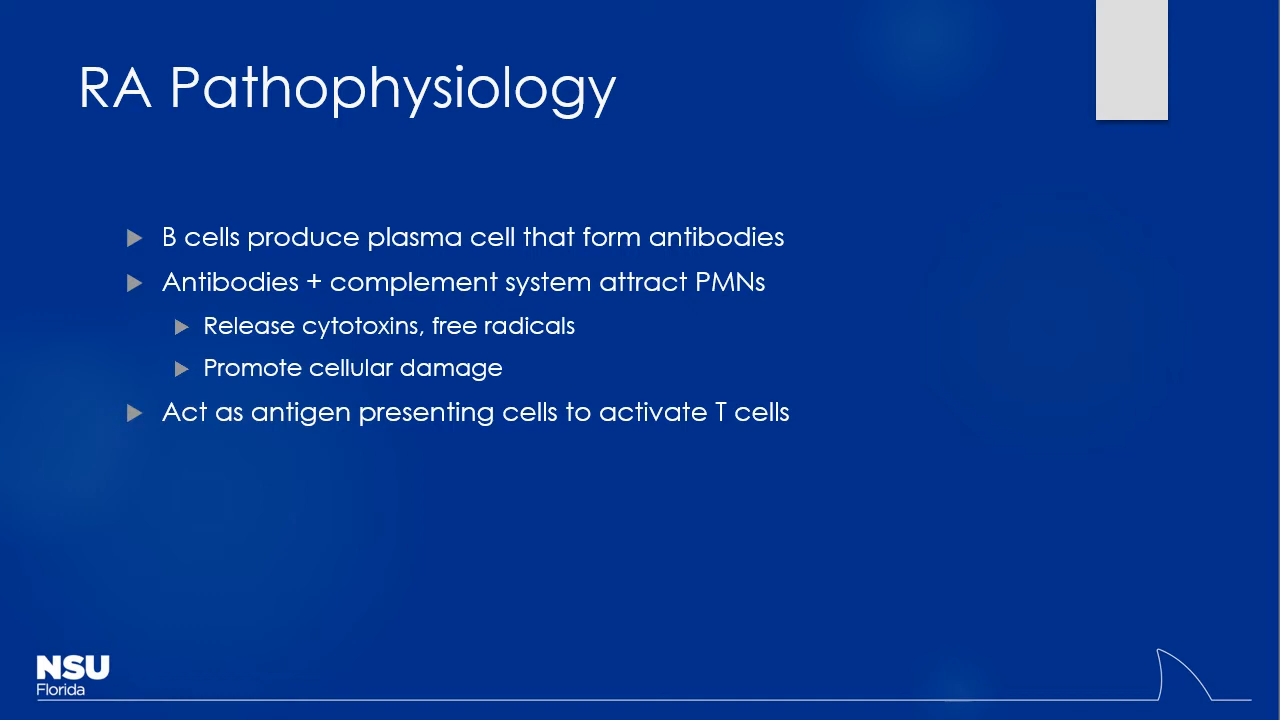 RA Pathophysiology
B cells produce plasma cell that form antibodies
Antibodies + complement system attract PMNs
Release cytotoxins, free radicals
Promote cellular damage
Act as antigen presenting cells to activate T cells
NSU
Florida